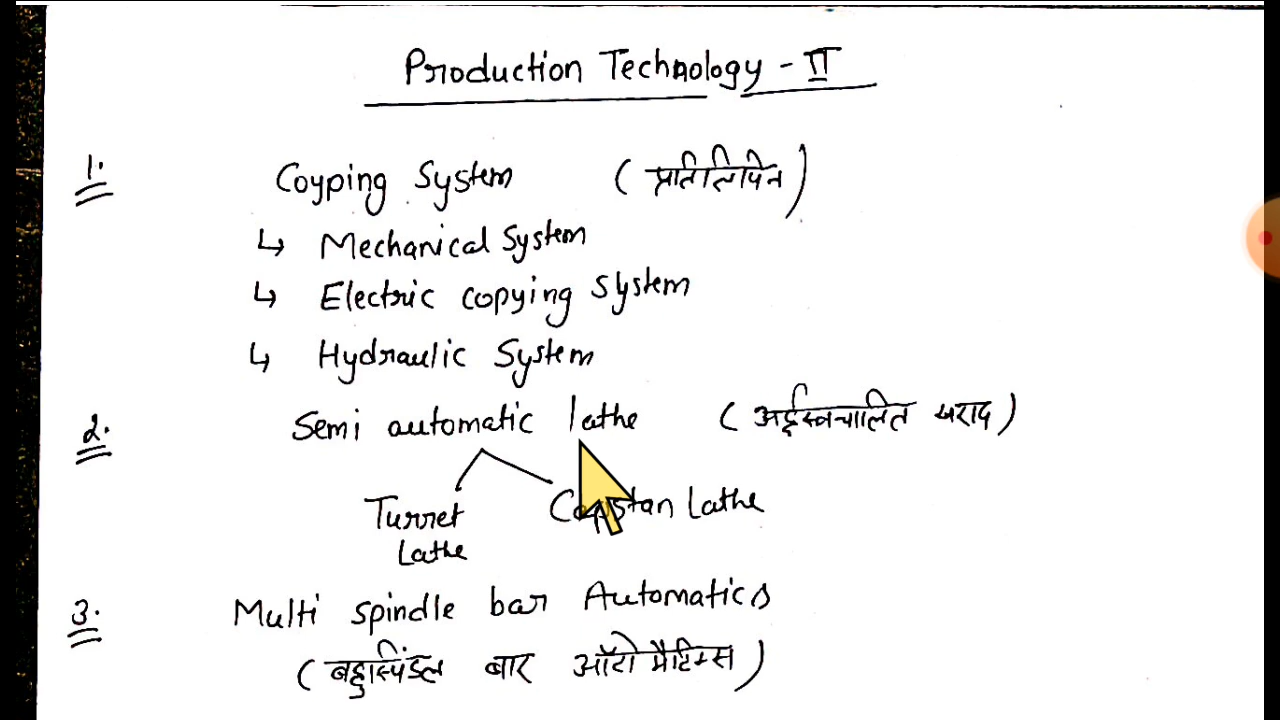 Production Technology - II
1. Coyping System (प्रतिलिपित)
↳ Mechanical System
↳ Electric copying system
↳ Hydraulic System
2. Semi automatic lathe (अर्द्धस्वचालित खराद)
Turret Capstan Lathe
Lathe
3. Multi spindle bar Automatics
(बहुस्पिंडल बार ऑटोमैटिक्स)